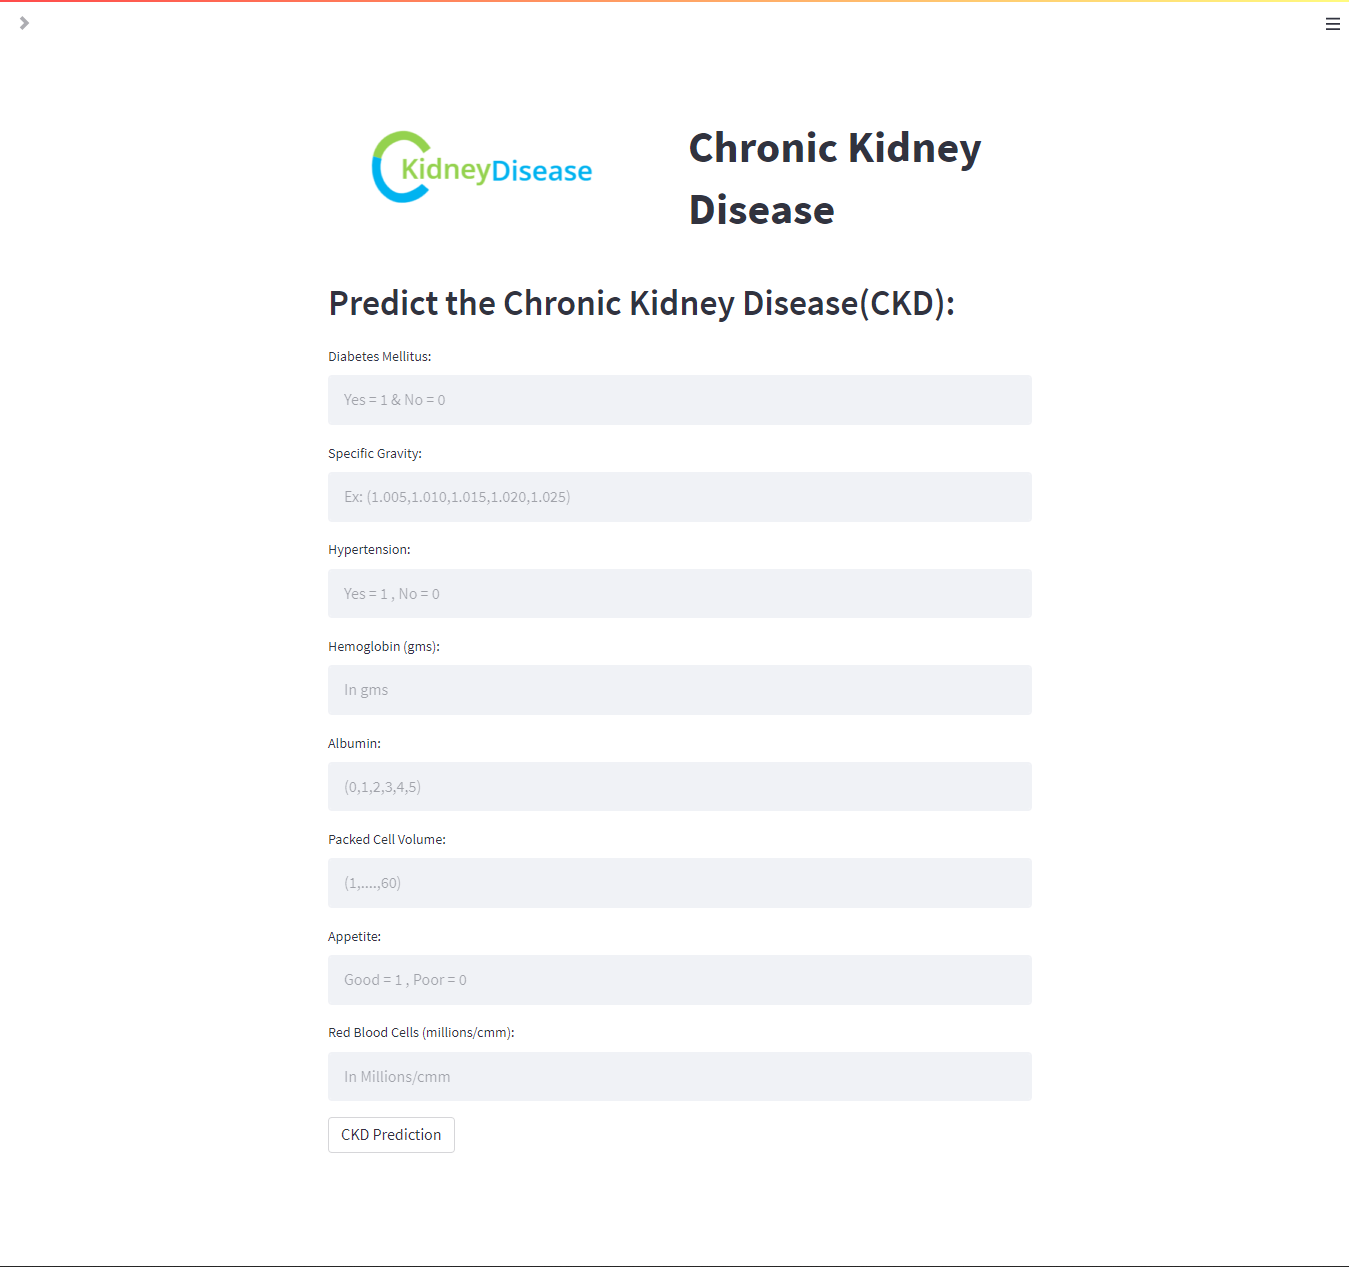 KidneyDisease
Chronic Kidney
Disease
Predict the Chronic Kidney Disease(CKD):
Diabetes Mellitus:
Yes = 1 & No = 0
Specific Gravity:
Ex: (1.005,1.010,1.015,1.020,1.025)
Hypertension:
Yes = 1 , No = 0
Hemoglobin (gms):
In gms
Albumin:
(0,1,2,3,4,5)
Packed Cell Volume:
(1,....,60)
Appetite:
Good = 1 , Poor = 0
Red Blood Cells (millions/cmm):
In Millions/cmm
CKD Prediction